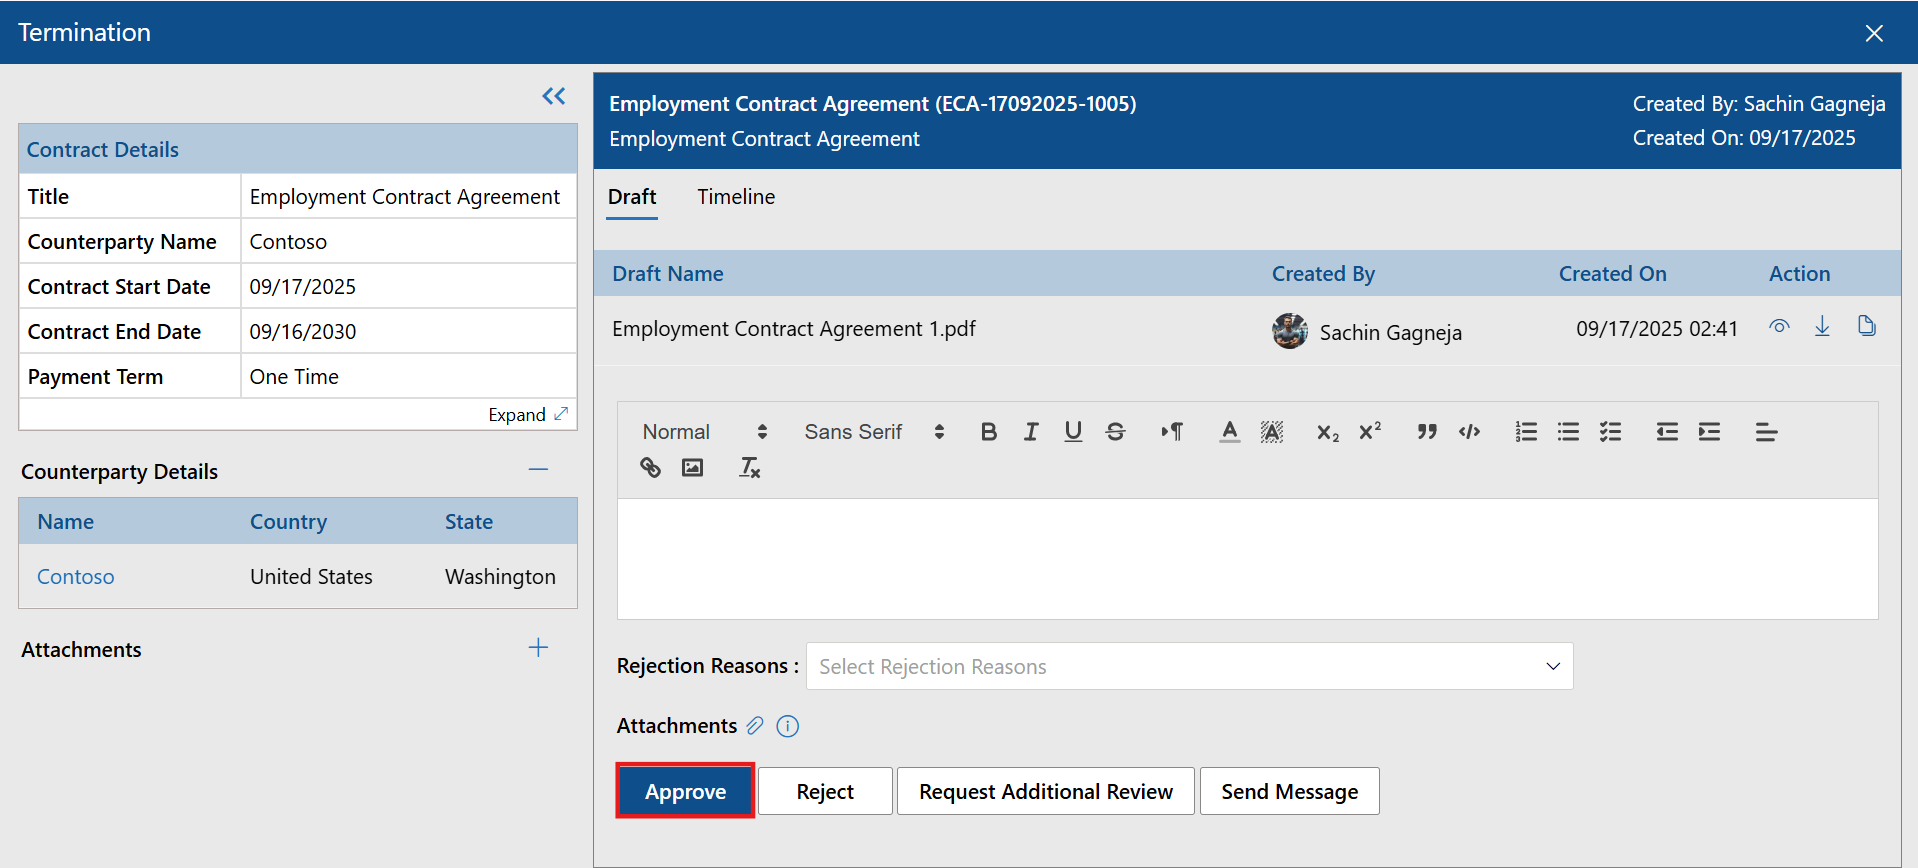 Termination
Contract Details
Title Employment Contract Agreement
Counterparty Name Contoso
Contract Start Date 09/17/2025
Contract End Date 09/16/2030
Payment Term One Time
Expand
Counterparty Details
Name Country State
Contoso United States Washington
Attachments
Employment Contract Agreement (ECA-17092025-1005)
Employment Contract Agreement
Created By: Sachin Gagneja
Created On: 09/17/2025
Draft Timeline
Draft Name Created By Created On Action
Employment Contract Agreement 1.pdf Sachin Gagneja 09/17/2025 02:41
Normal Sans Serif
Rejection Reasons : Select Rejection Reasons
Attachments
Approve Reject Request Additional Review Send Message